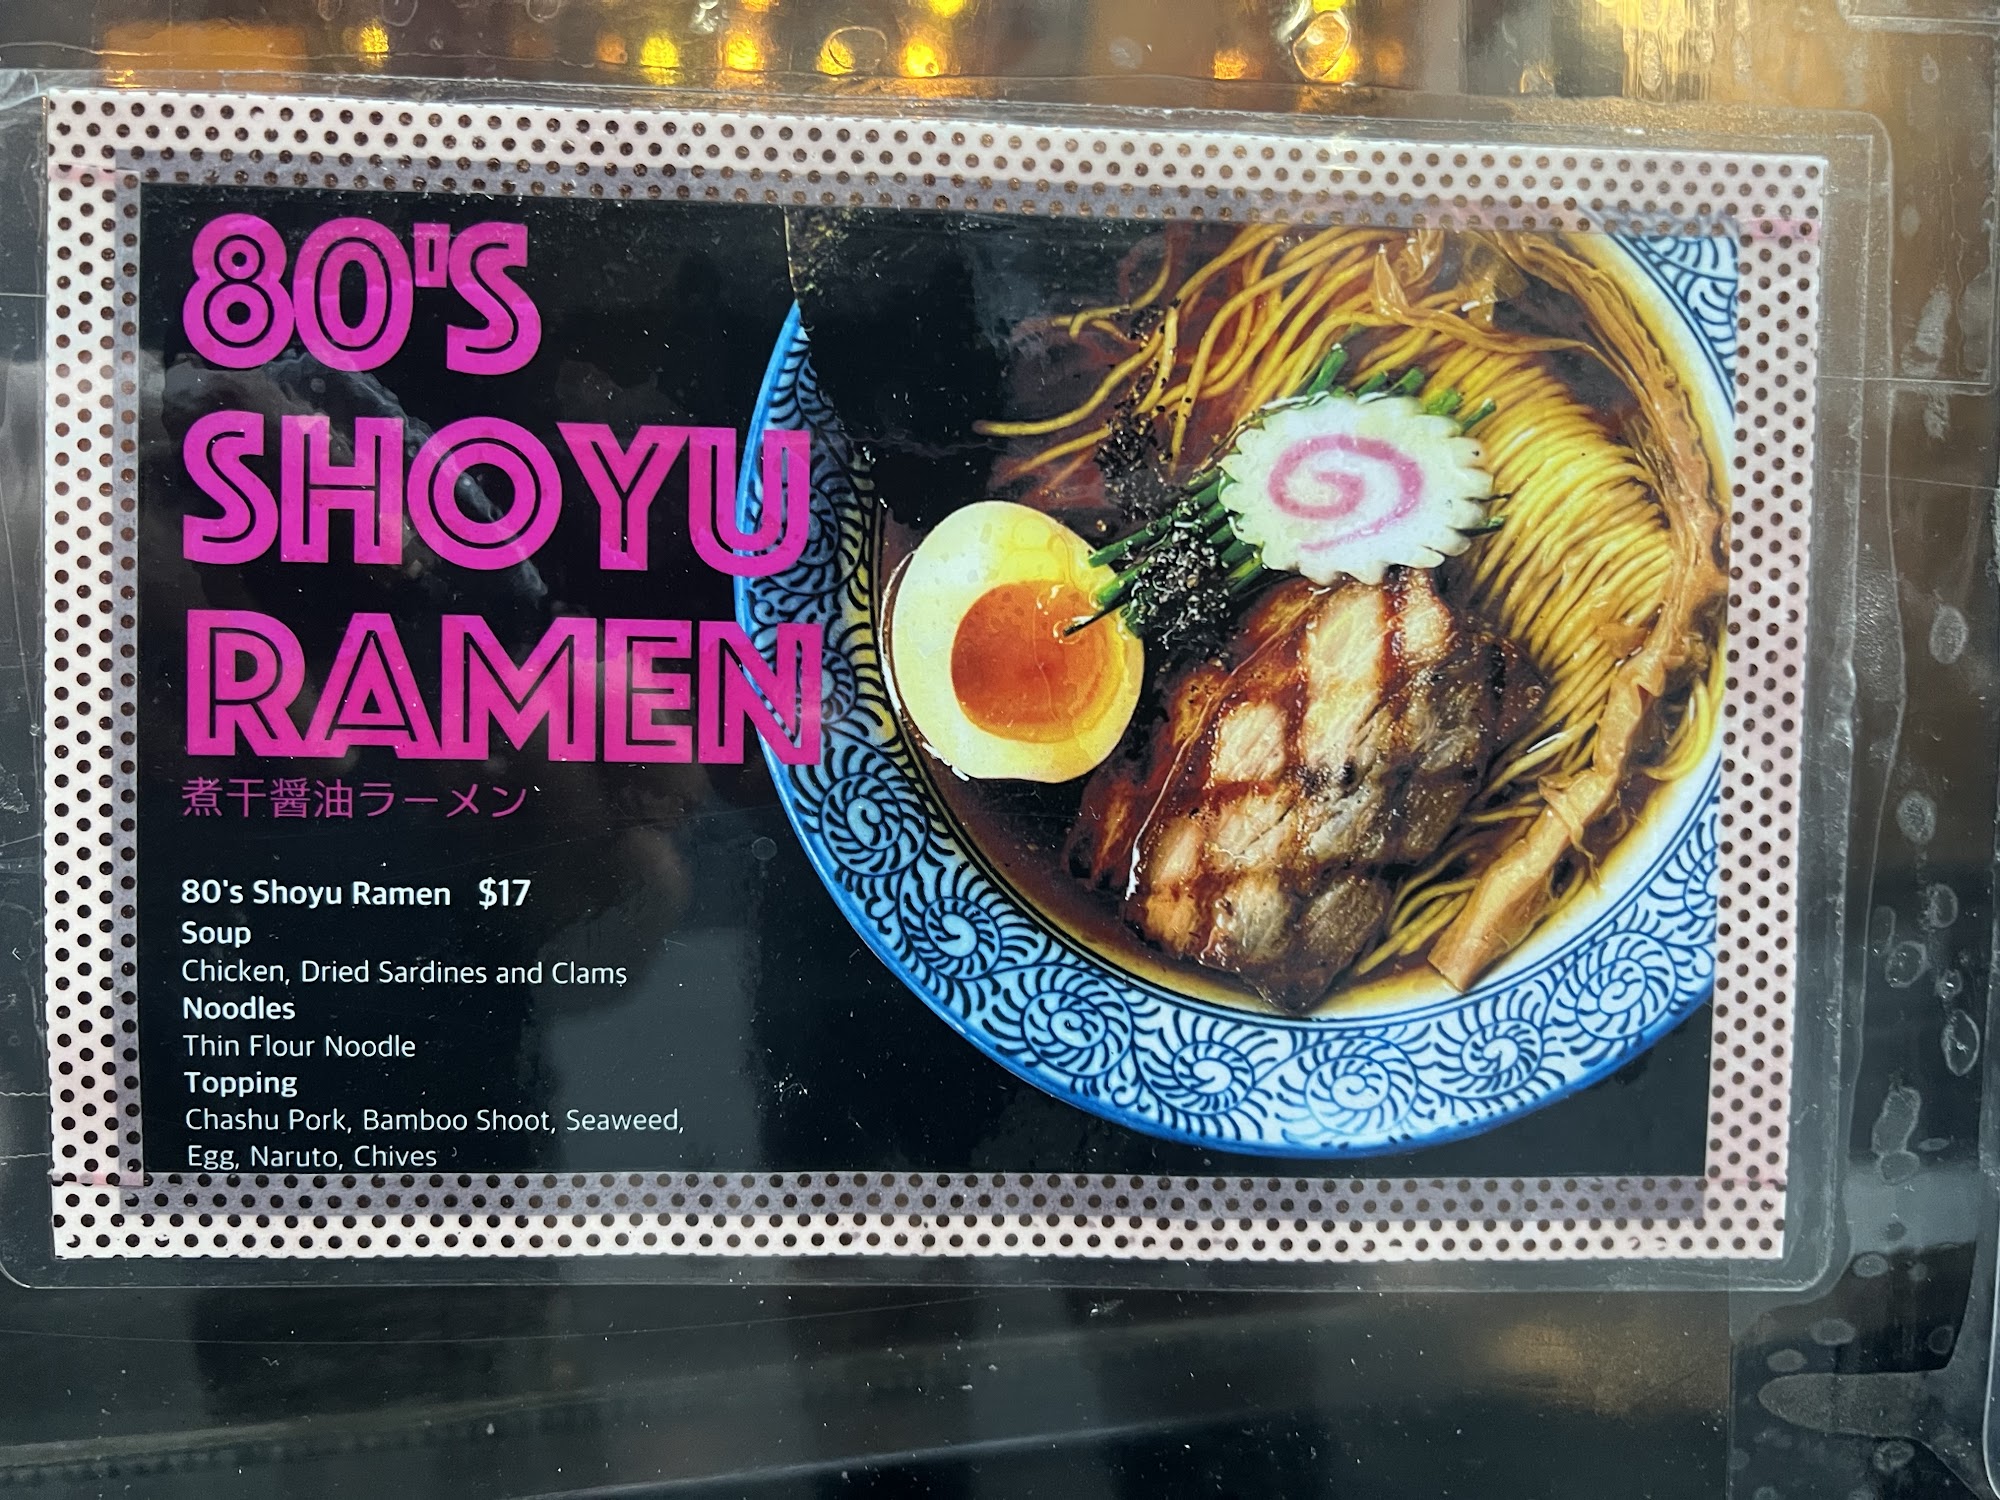 80'S
SHOYU
RAMEN
煮干醤油ラーメン
80's Shoyu Ramen $17
Soup
Chicken, Dried Sardines and Clams
Noodles
Thin Flour Noodle
Topping
Chashu Pork, Bamboo Shoot, Seaweed,
Egg, Naruto, Chives